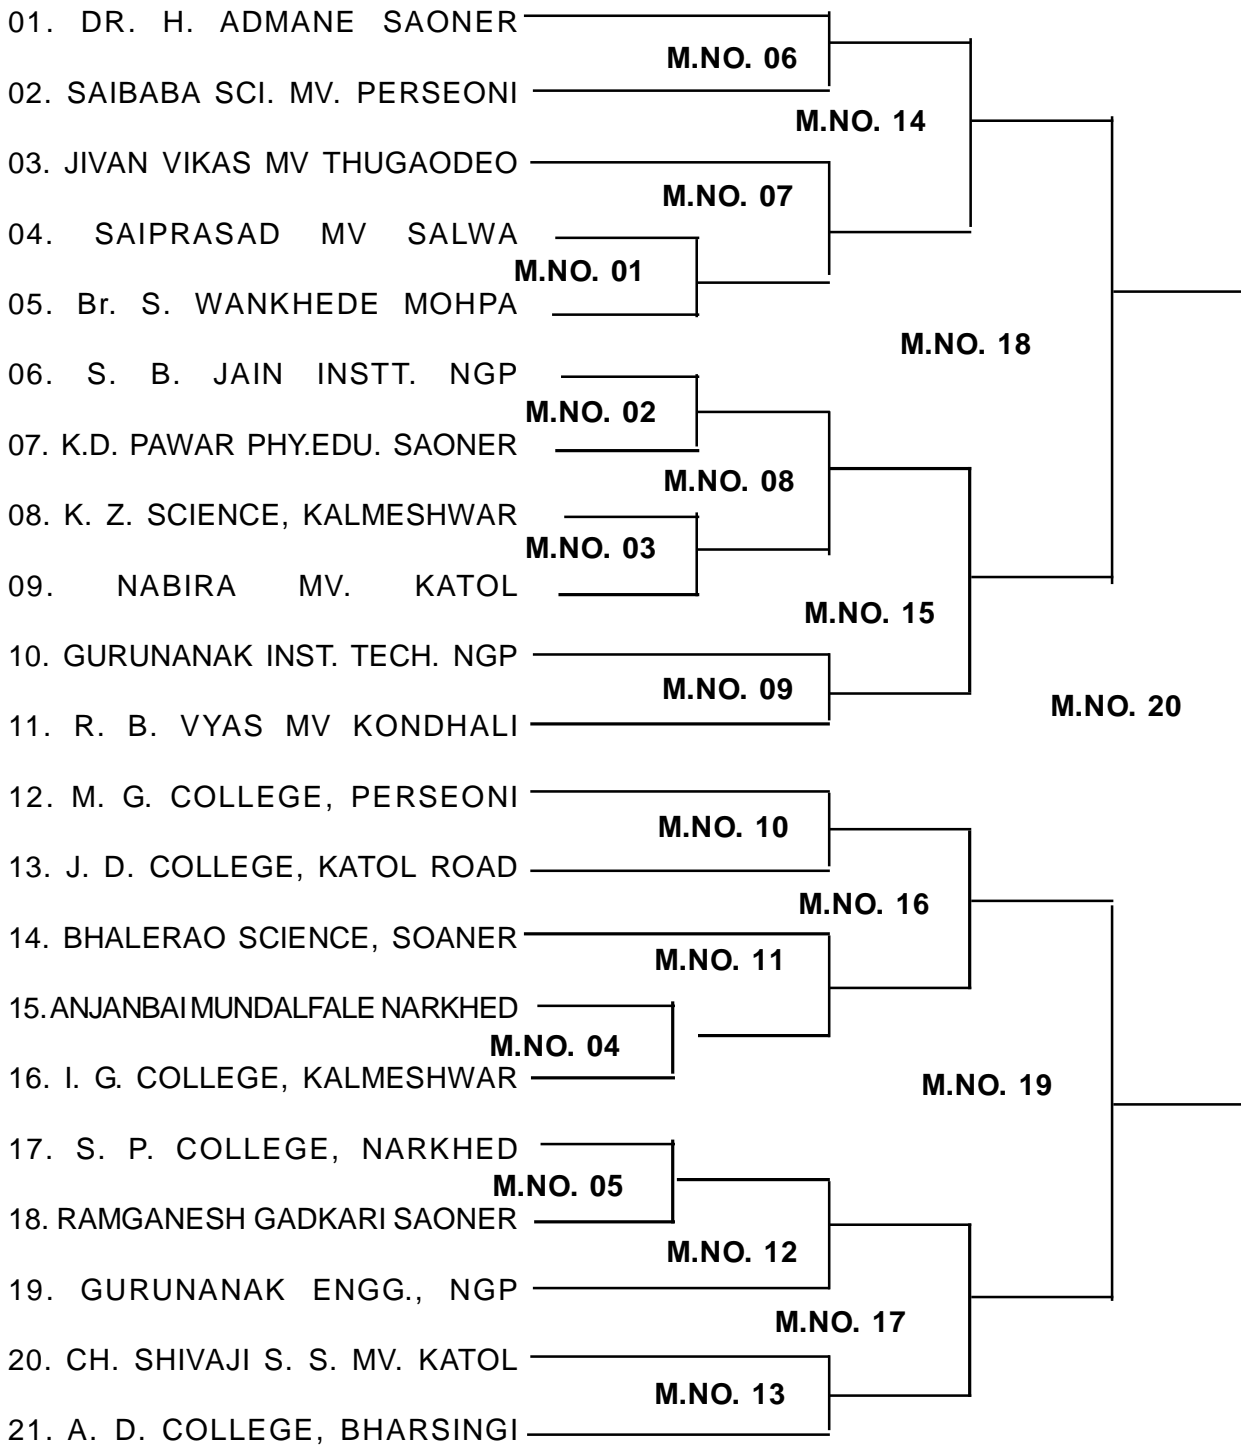 01. DR. H. ADMANE SAONER
M.NO. 06
02. SAIBABA SCI. MV. PERSEONI
M.NO. 14
03. JIVAN VIKAS MV THUGAODEO
M.NO. 07
04. SAIPRASAD MV SALWA
M.NO. 01
05. Br. S. WANKHEDE MOHPA
M.NO. 18
06. S. B. JAIN INSTT. NGP
M.NO. 02
07. K.D. PAWAR PHY.EDU. SAONER
M.NO. 08
08. K. Z. SCIENCE, KALMESHWAR
M.NO. 03
09. NABIRA MV. KATOL
M.NO. 15
10. GURUNANAK INST. TECH. NGP
M.NO. 09
M.NO. 20
11. R. B. VYAS MV KONDHALI
12. M. G. COLLEGE, PERSEONI
M.NO. 10
13. J. D. COLLEGE, KATOL ROAD
M.NO. 16
14. BHALERAO SCIENCE, SOANER
M.NO. 11
15. ANJANBAI MUNDALFALE NARKHED
M.NO. 04
16. I. G. COLLEGE, KALMESHWAR
M.NO. 19
17. S. P. COLLEGE, NARKHED
M.NO. 05
18. RAMGANESH GADKARI SAONER
M.NO. 12
19. GURUNANAK ENGG., NGP
M.NO. 17
20. CH. SHIVAJI S. S. MV. KATOL
M.NO. 13
21. A. D. COLLEGE, BHARSINGI